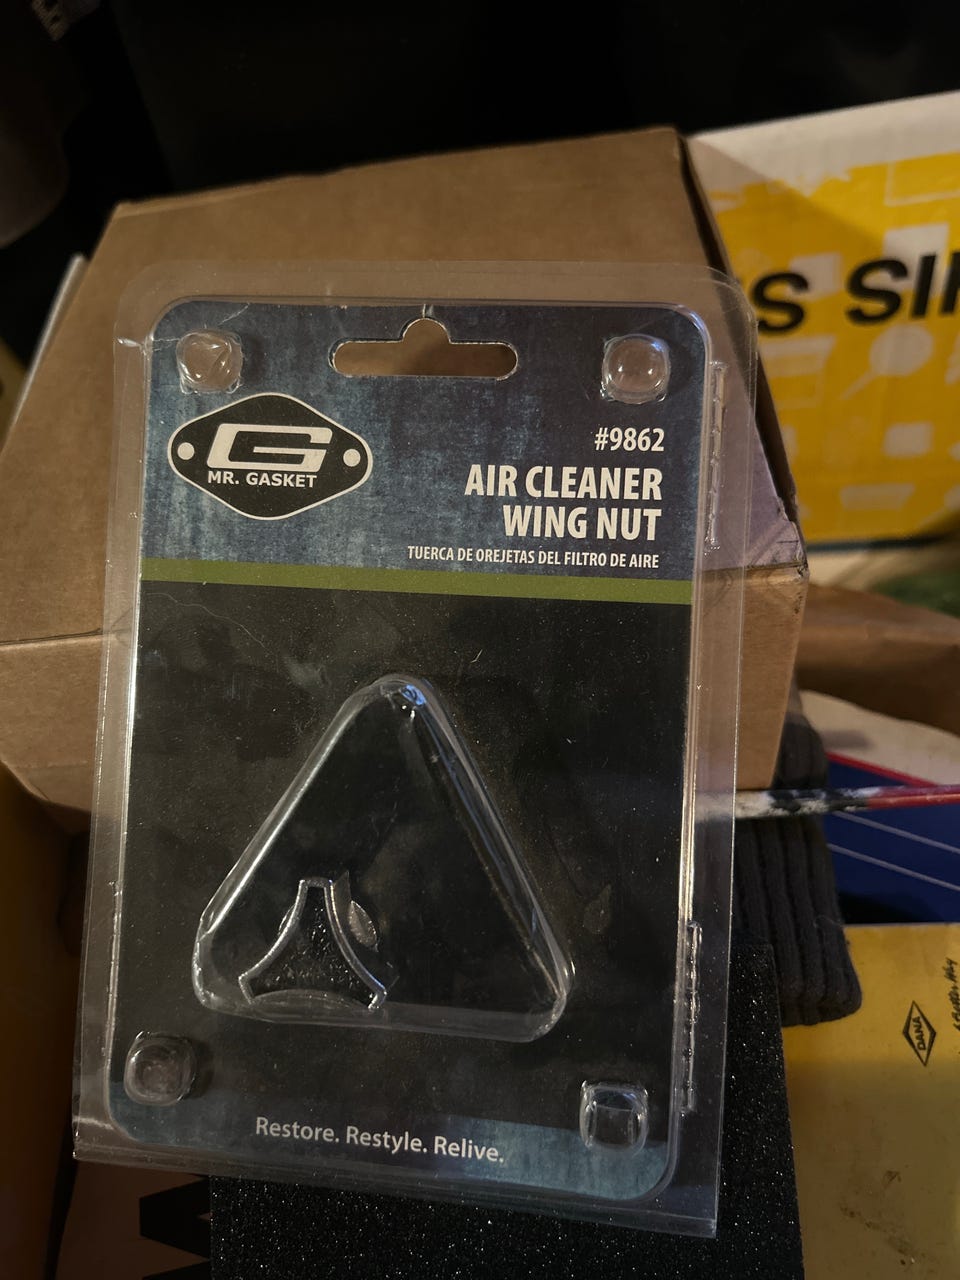 G
MR. GASKET
#9862
AIR CLEANER
WING NUT
TUERCA DE OREJETAS DEL FILTRO DE AIRE
Restore. Restyle. Relive.
S SI
DANA